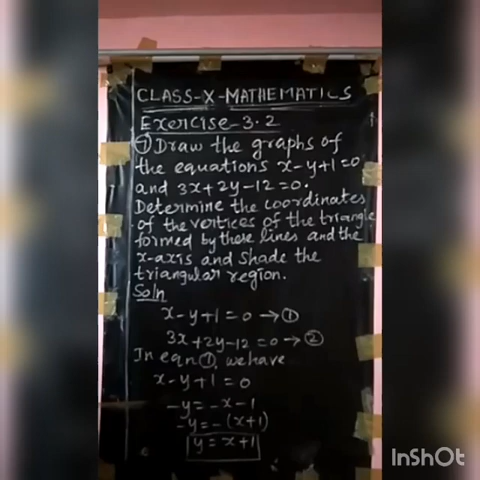 CLASS-X-MATHEMATICS
Exercise-3.2
⑦ Draw the graphs of
the equations x-y+1=0
and 3x+2y-12=0.
Determine the coordinates
of the vertices of the triangle
formed by these lines and the
x-axis and shade the
triangular region.
Soln
x-y+1=0→①
3x+2y-12=0→②
In eqn①, we have
x-y+1=0
-y=-x-1
-y=-(x+1)
y=x+1
InShOt